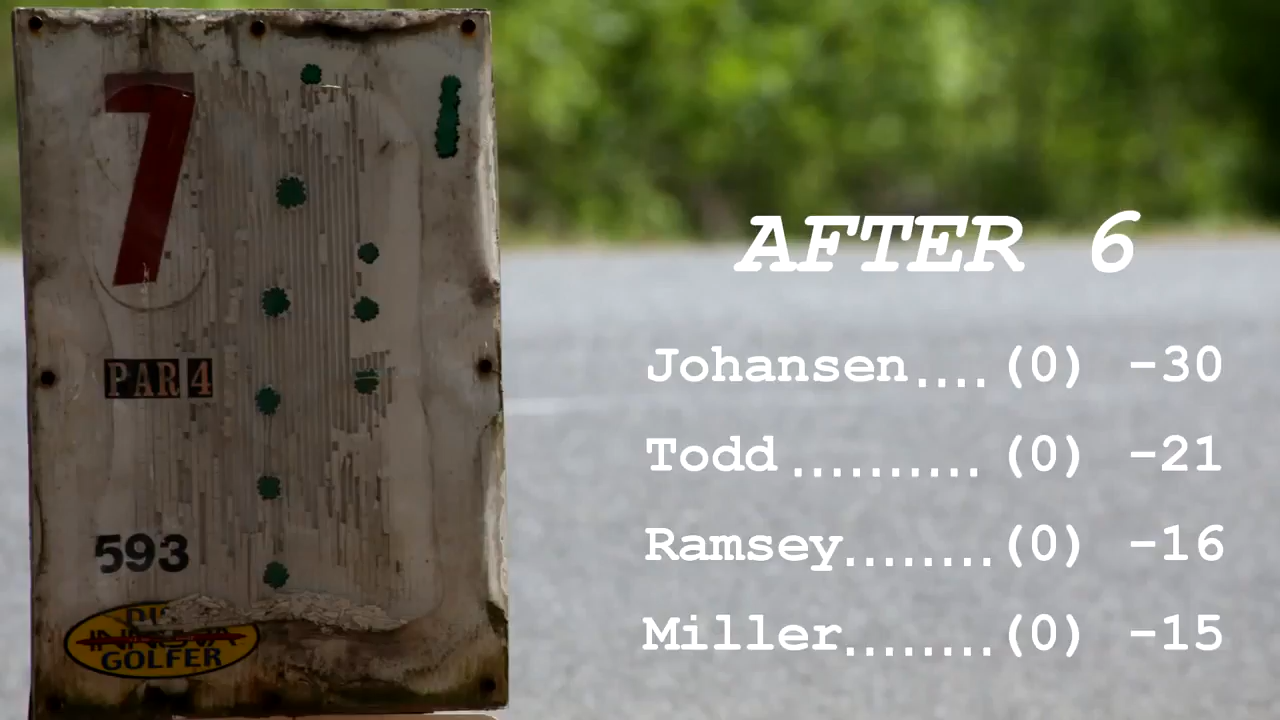 7
PAR 4
593
INNOVA
GOLFER
AFTER 6
Johansen....(0) -30
Todd ..........(0) -21
Ramsey........(0) -16
Miller........(0) -15